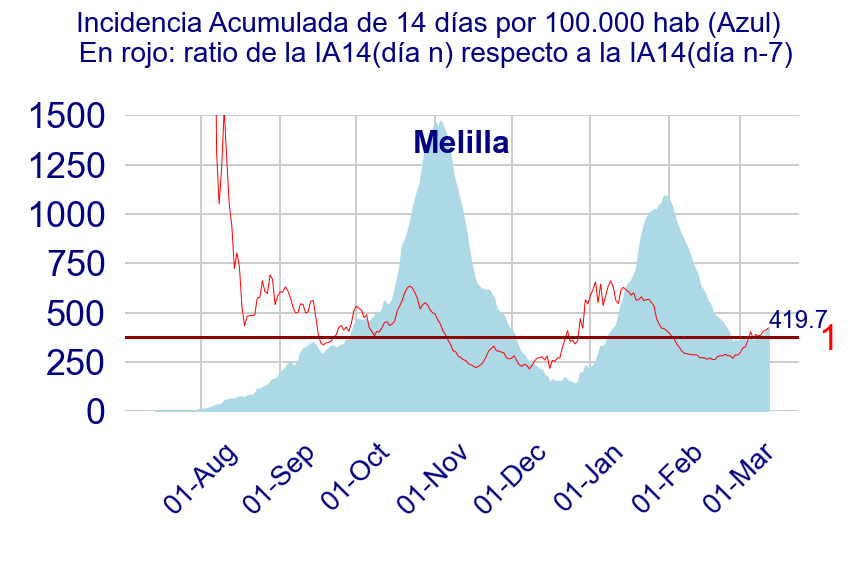 Incidencia Acumulada de 14 días por 100.000 hab (Azul)
En rojo: ratio de la IA14(día n) respecto a la IA14(día n-7)
Melilla
1500
1250
1000
750
500
250
0
419.7
1
01-Aug
01-Sep
01-Oct
01-Nov
01-Dec
01-Jan
01-Feb
01-Mar